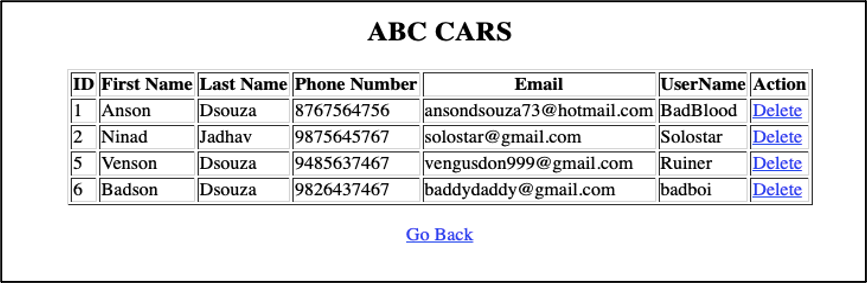 ABC CARS
ID First Name Last Name Phone Number Email UserName Action
1 Anson Dsouza 8767564756 ansondsouza73@hotmail.com BadBlood Delete
2 Ninad Jadhav 9875645767 solostar@gmail.com Solostar Delete
5 Venson Dsouza 9485637467 vengusdon999@gmail.com Ruiner Delete
6 Badson Dsouza 9826437467 baddydaddy@gmail.com badboi Delete
Go Back